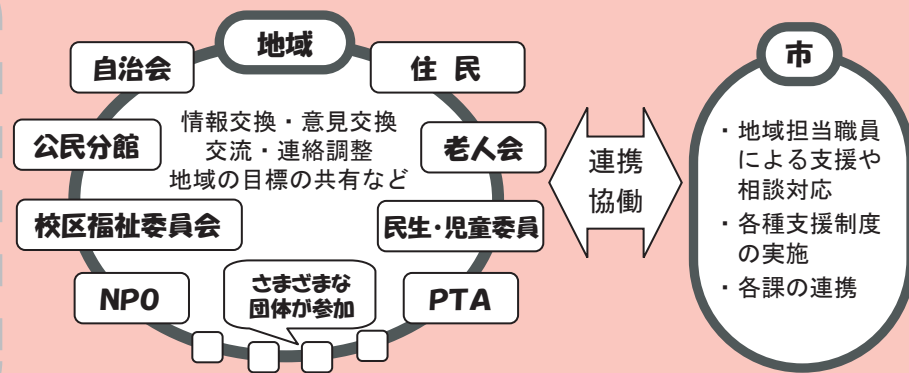 地域
自治会
住 民
情報交換・意見交換
交流・連絡調整
地域の目標の共有など
公民分館
老人会
校区福祉委員会
民生・児童委員
NPO
さまざまな
団体が参加
PTA
連携
協働
市
・地域担当職員
による支援や
相談対応
・各種支援制度
の実施
・各課の連携